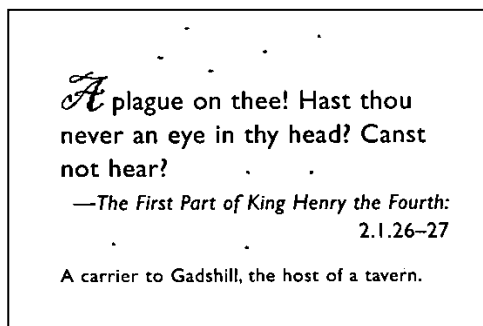 A plague on thee! Hast thou
never an eye in thy head? Canst
not hear?
—The First Part of King Henry the Fourth:
2.1.26–27
A carrier to Gadshill, the host of a tavern.